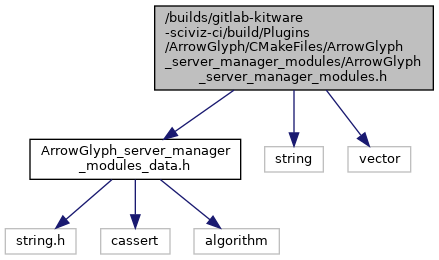 /builds/gitlab-kitware
-sciviz-ci/build/Plugins
/ArrowGlyph/CMakeFiles/ArrowGlyph
_server_manager_modules/ArrowGlyph
_server_manager_modules.h
ArrowGlyph_server_manager
_modules_data.h
string
vector
string.h
cassert
algorithm